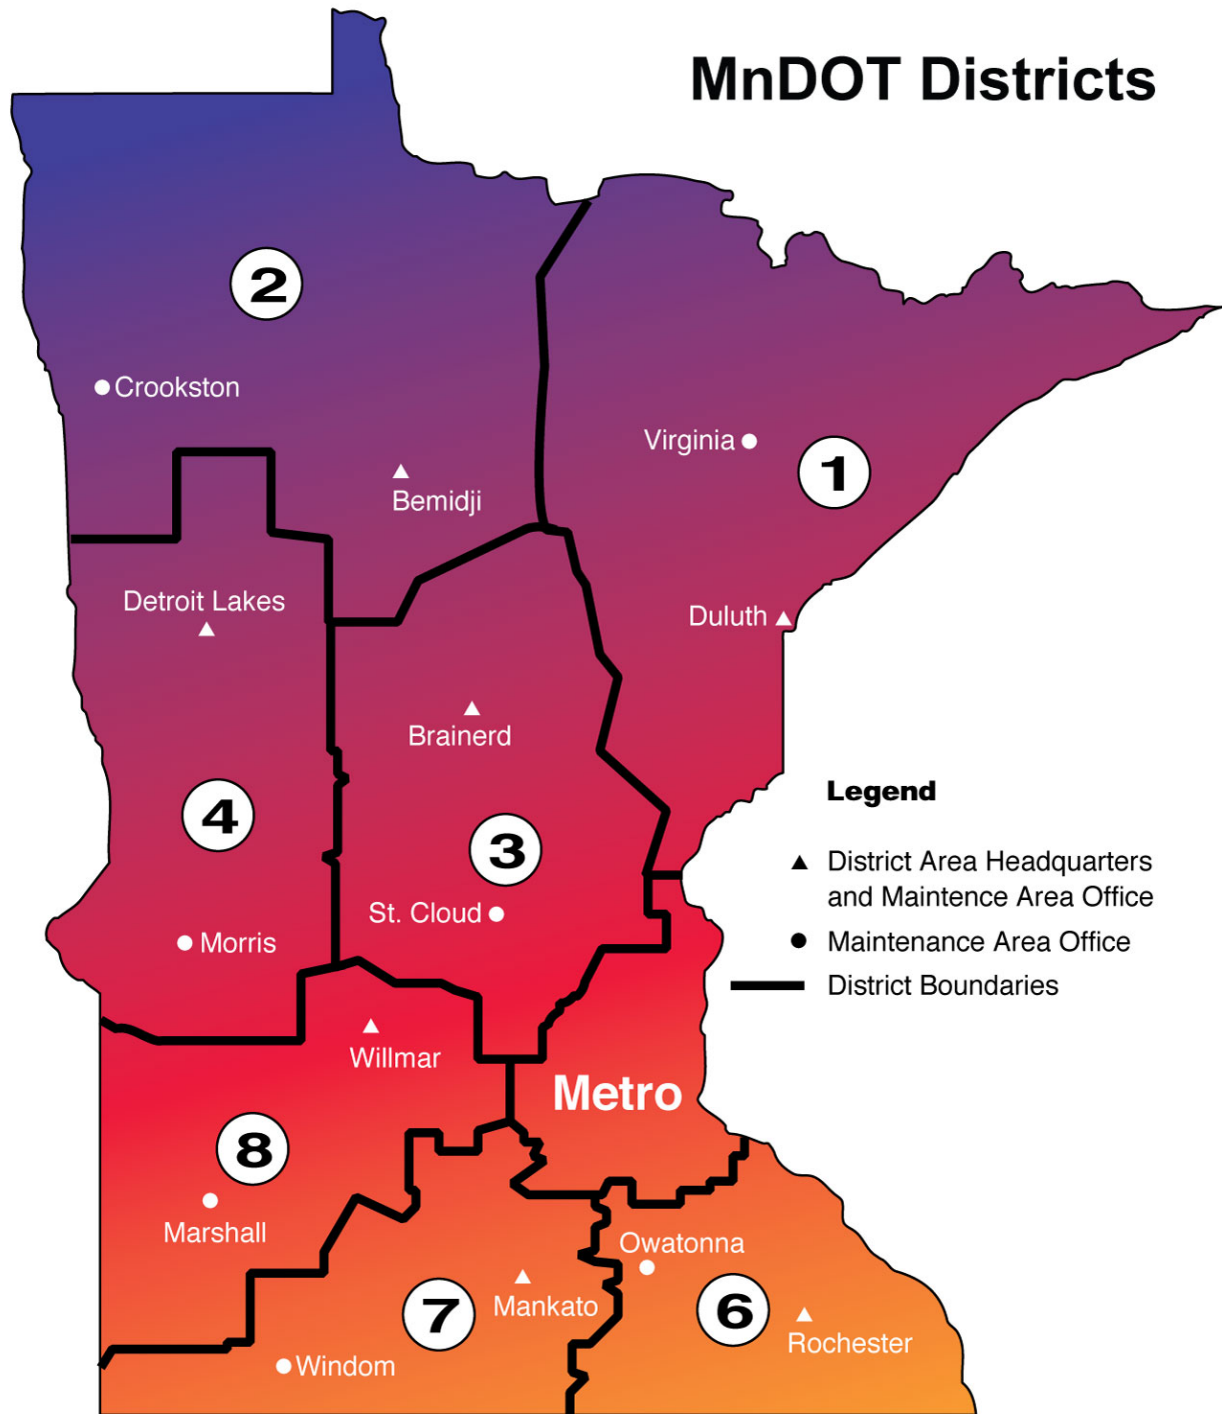 MnDOT Districts
2
Crookston
Virginia
1
Bemidji
Detroit Lakes
Duluth
Brainerd
4
3
St. Cloud
Morris
Legend
District Area Headquarters
and Maintence Area Office
Maintenance Area Office
District Boundaries
Willmar
Metro
8
Marshall
Owatonna
7
Mankato
6
Rochester
Windom